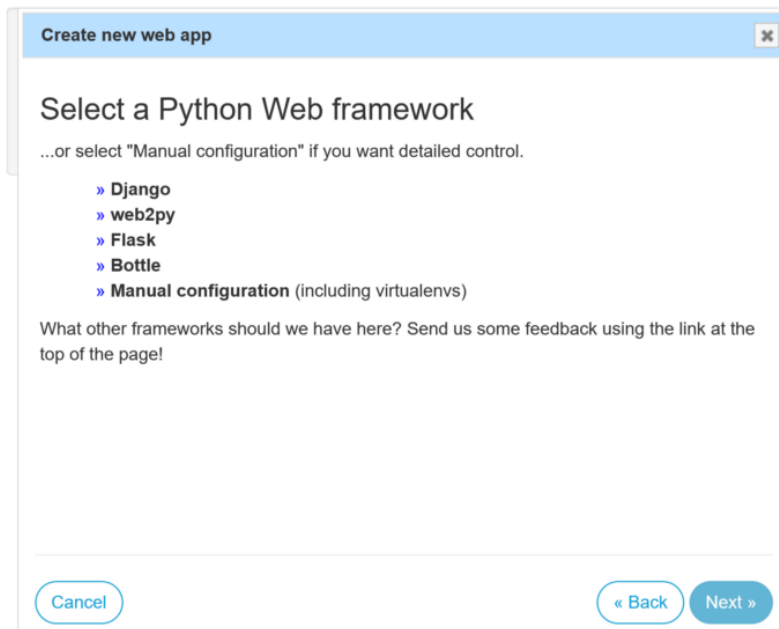 Create new web app
Select a Python Web framework
...or select "Manual configuration" if you want detailed control.
» Django
» web2py
» Flask
» Bottle
» Manual configuration (including virtualenvs)
What other frameworks should we have here? Send us some feedback using the link at the
top of the page!
Cancel
« Back
Next »